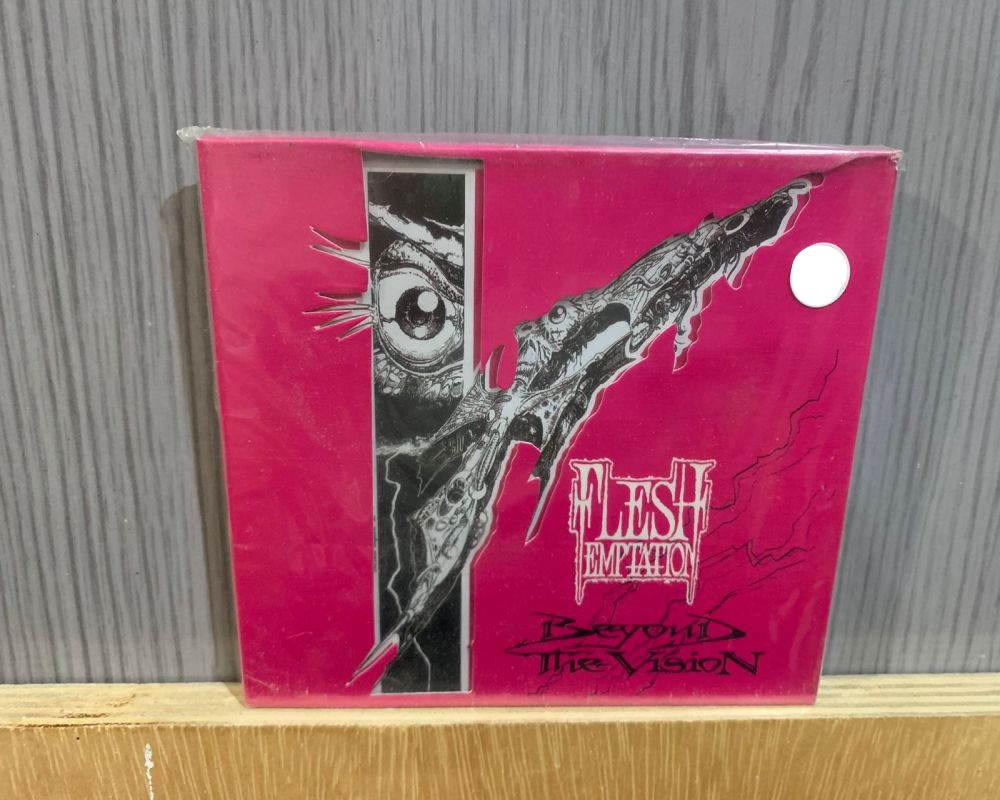 FLESH
TEMPTATION
Beyond
The Vision